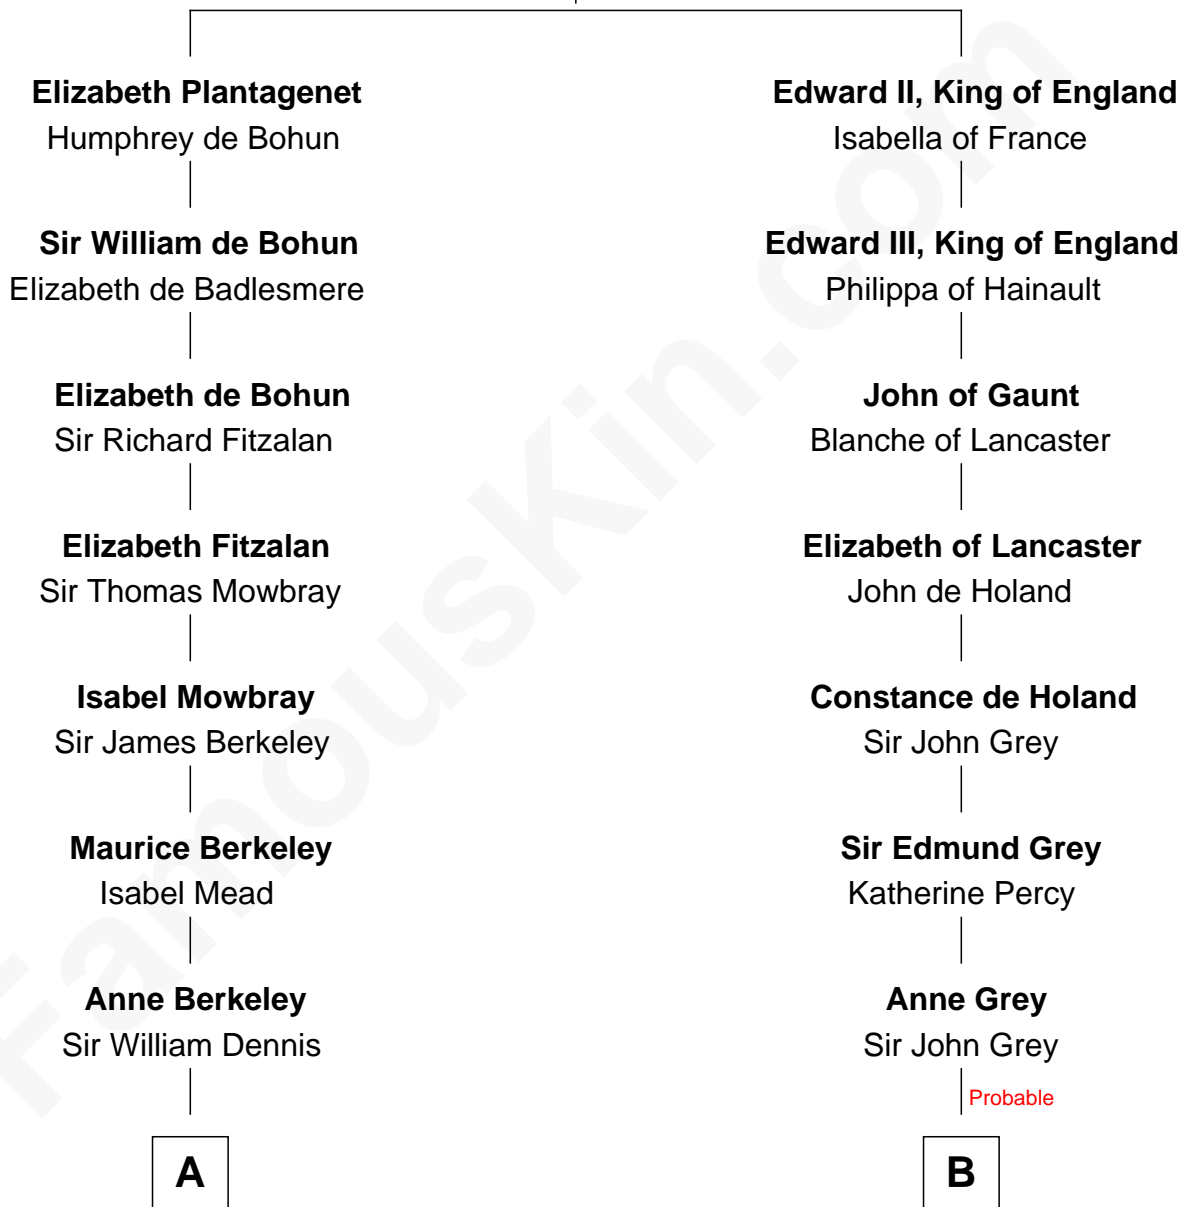 Elizabeth Plantagenet
Humphrey de Bohun
Edward II, King of England
Isabella of France
Sir William de Bohun
Elizabeth de Badlesmere
Edward III, King of England
Philippa of Hainault
Elizabeth de Bohun
Sir Richard Fitzalan
John of Gaunt
Blanche of Lancaster
Elizabeth Fitzalan
Sir Thomas Mowbray
Elizabeth of Lancaster
John de Holand
Isabel Mowbray
Sir James Berkeley
Constance de Holand
Sir John Grey
Maurice Berkeley
Isabel Mead
Sir Edmund Grey
Katherine Percy
Anne Berkeley
Sir William Dennis
Anne Grey
Sir John Grey
Probable
A
B
FamousKin.com